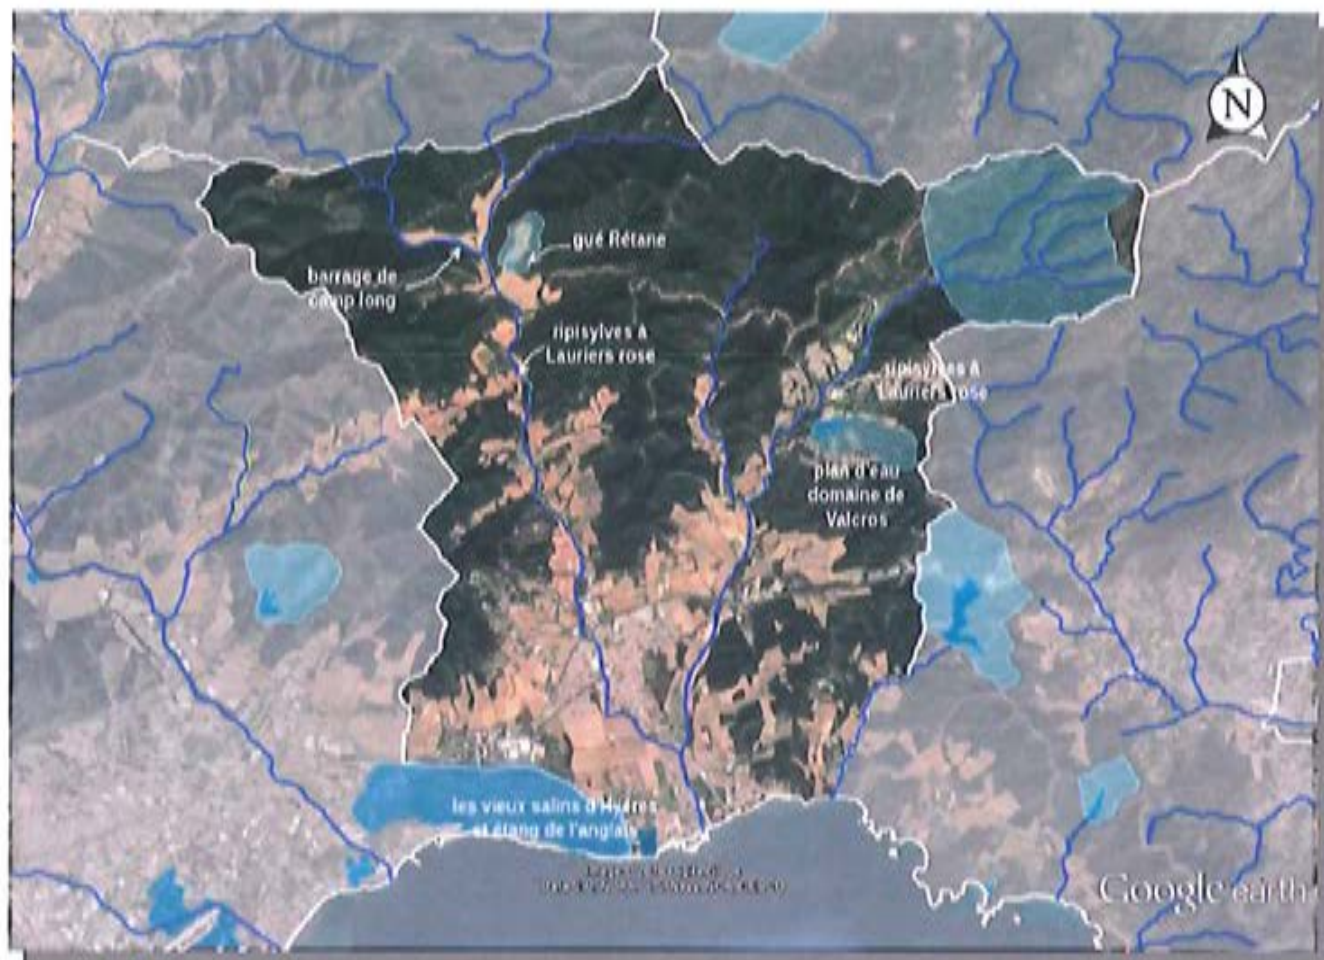 N
gué Rétane
barrage de
camp long
ripisylves à
Lauriers rose
ripisylves à
Lauriers rose
plan d'eau
domaine de
Valcros
les vieux salins d'Hyères
et étang de l'anglais
Google earth